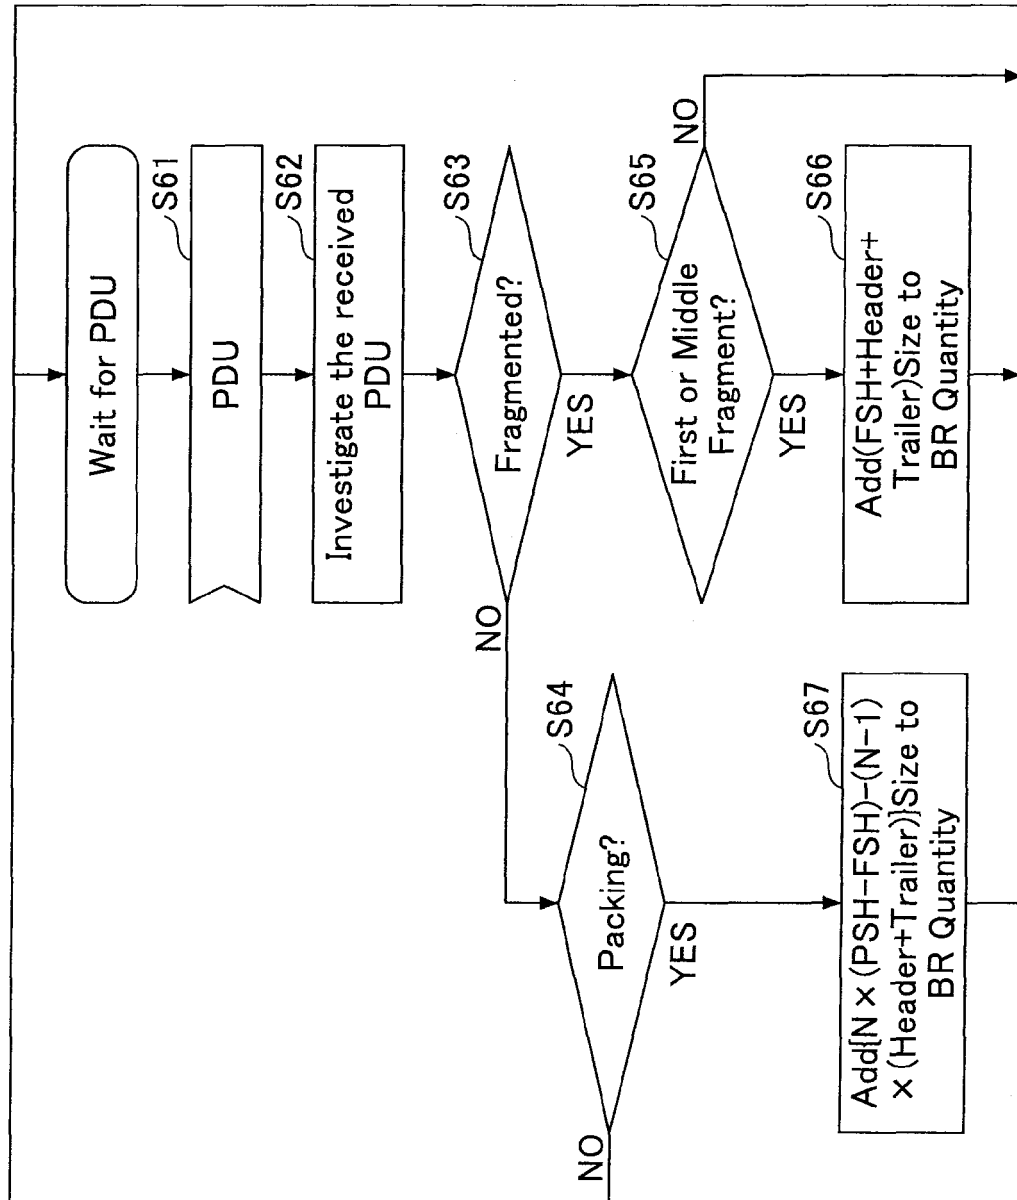 Wait for PDU
S61
PDU
S62
Investigate the received
PDU
S63
Fragmented?
NO
YES
S64
Packing?
NO
YES
S65
First or Middle
Fragment?
NO
YES
S66
Add(FSH+Header+
Trailer)Size to
BR Quantity
S67
Add{N×(PSH-FSH)-(N-1)
×(Header+Trailer)}Size to
BR Quantity